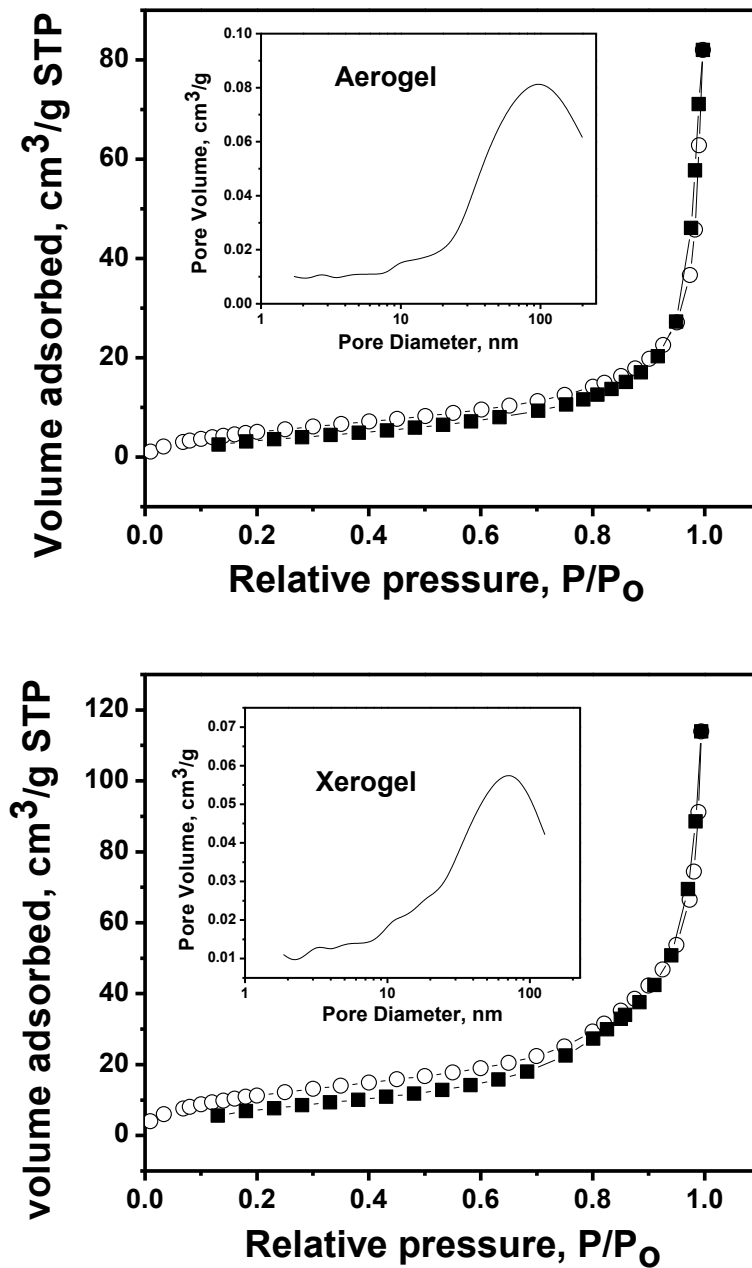 Volume adsorbed, cm³/g STP
80
60
40
20
0
0.0 0.2 0.4 0.6 0.8 1.0
Relative pressure, P/Po
Aerogel
Pore Volume, cm³/g
0.10
0.08
0.06
0.04
0.02
0.00
1 10 100
Pore Diameter, nm
volume adsorbed, cm³/g STP
120
100
80
60
40
20
0
0.0 0.2 0.4 0.6 0.8 1.0
Relative pressure, P/Po
Xerogel
Pore Volume, cm³/g
0.07
0.06
0.05
0.04
0.03
0.02
0.01
1 10 100
Pore Diameter, nm